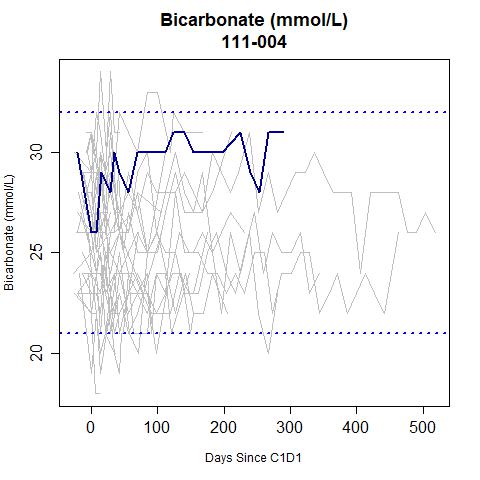 Bicarbonate (mmol/L)
111-004
Bicarbonate (mmol/L)
30
25
20
0 100 200 300 400 500
Days Since C1D1